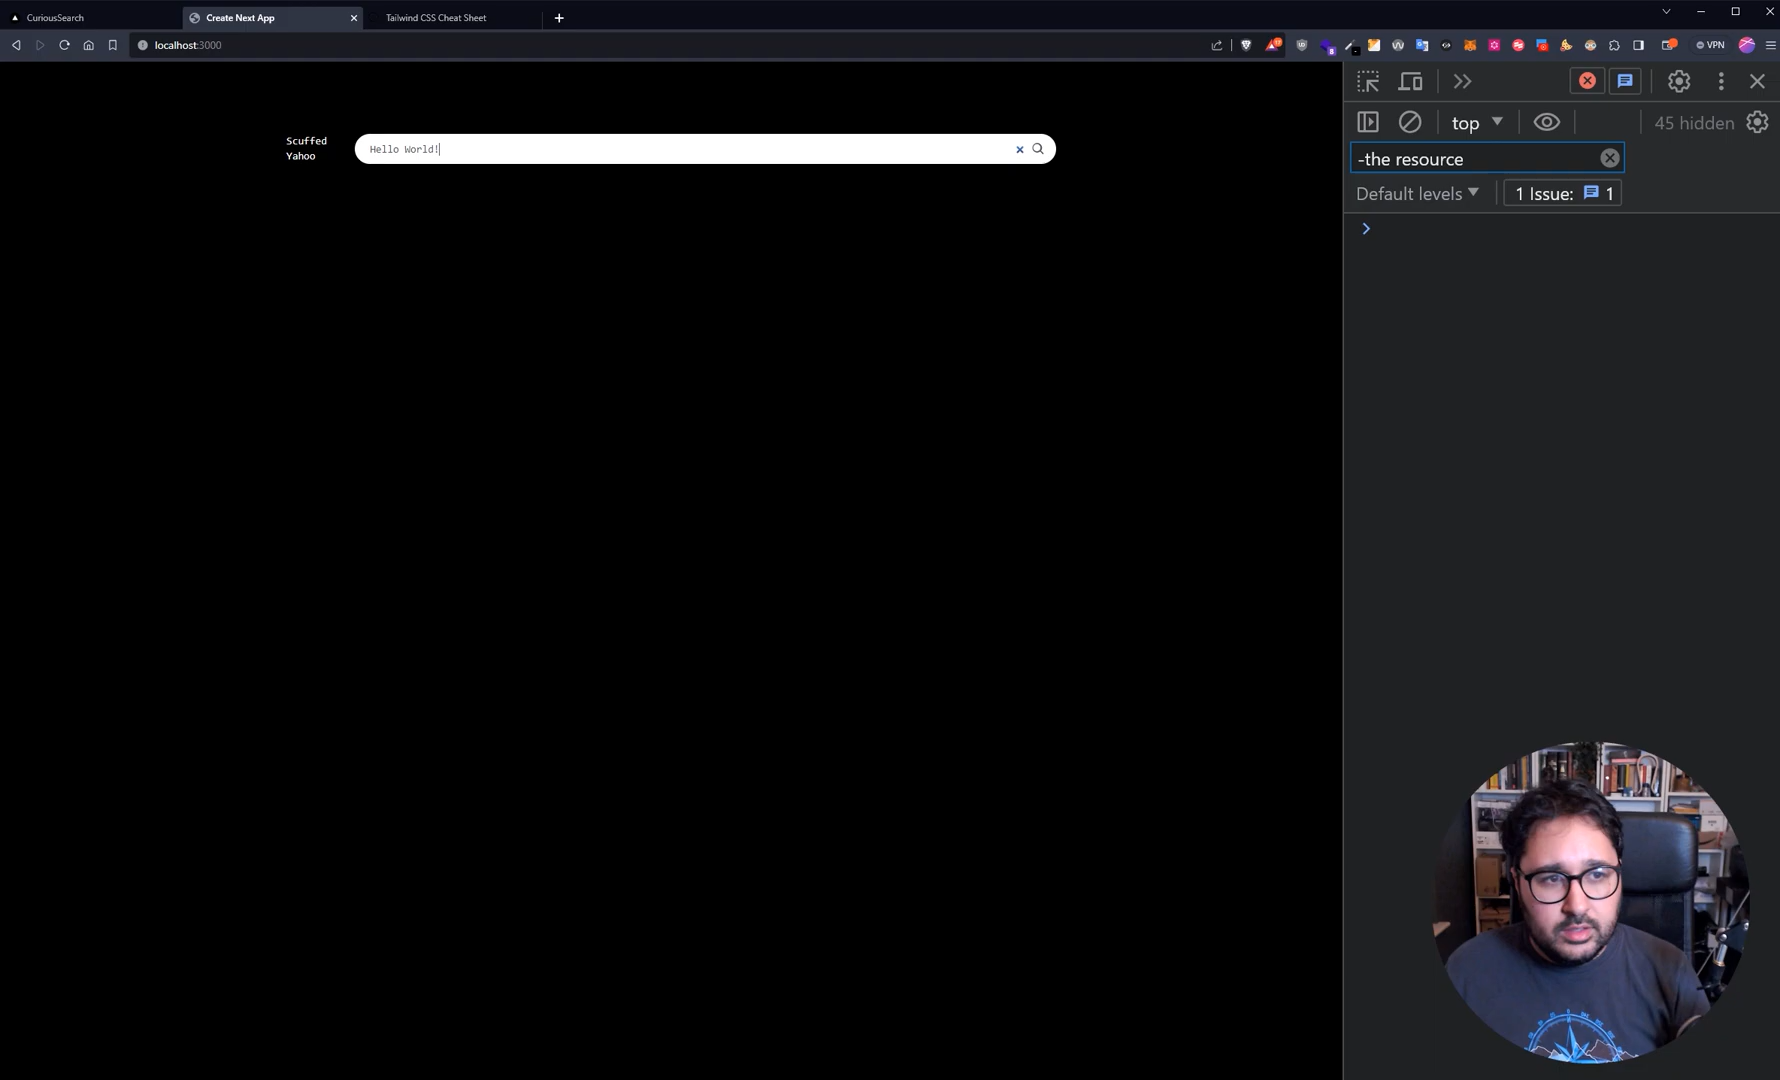 CuriousSearch
Create Next App
Tailwind CSS Cheat Sheet
localhost:3000
VPN
top
45 hidden
-the resource
Default levels
1 Issue: 1
Scuffed
Yahoo
Hello World!